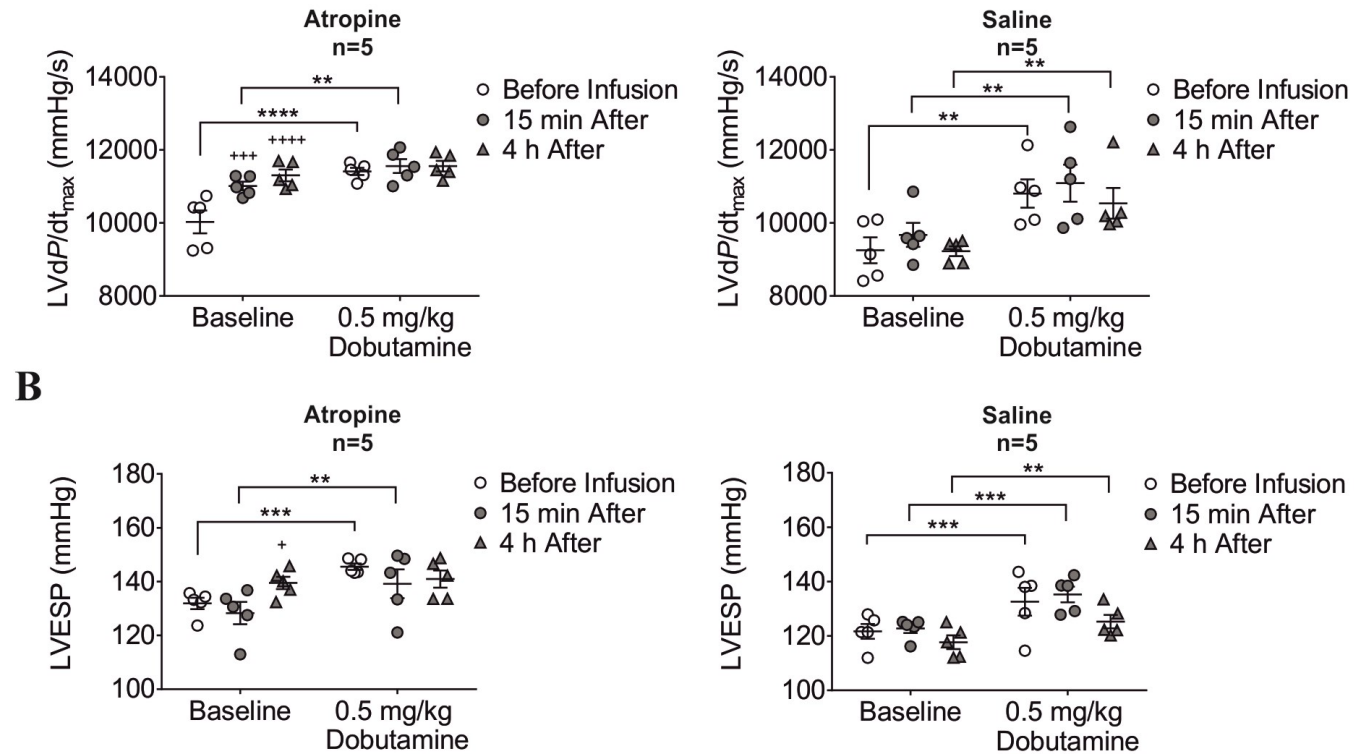 Atropine
n=5
LVdP/dtmax (mmHg/s)
14000
12000
10000
8000
**
****
+++
++++
Before Infusion
15 min After
4 h After
Baseline
0.5 mg/kg
Dobutamine
Saline
n=5
LVdP/dtmax (mmHg/s)
14000
12000
10000
8000
**
**
**
Before Infusion
15 min After
4 h After
Baseline
0.5 mg/kg
Dobutamine
B
Atropine
n=5
LVESP (mmHg)
180
160
140
120
100
**
***
+
Before Infusion
15 min After
4 h After
Baseline
0.5 mg/kg
Dobutamine
Saline
n=5
LVESP (mmHg)
180
160
140
120
100
**
***
***
Before Infusion
15 min After
4 h After
Baseline
0.5 mg/kg
Dobutamine